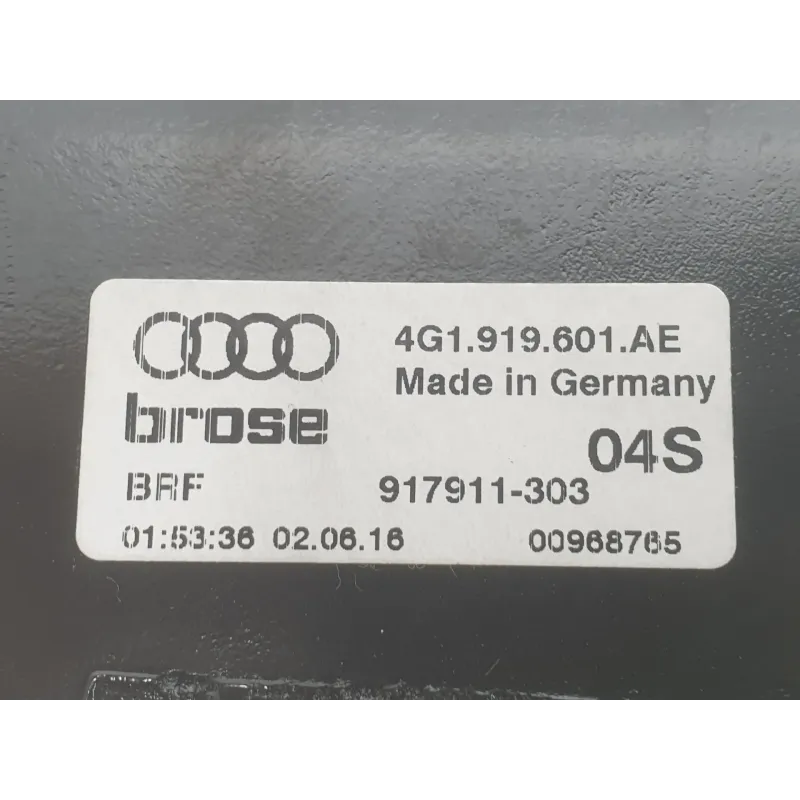 4G1.919.601.AE
Made in Germany
brose
04S
BRF 917911-303
01:53:36 02.06.16 00968765